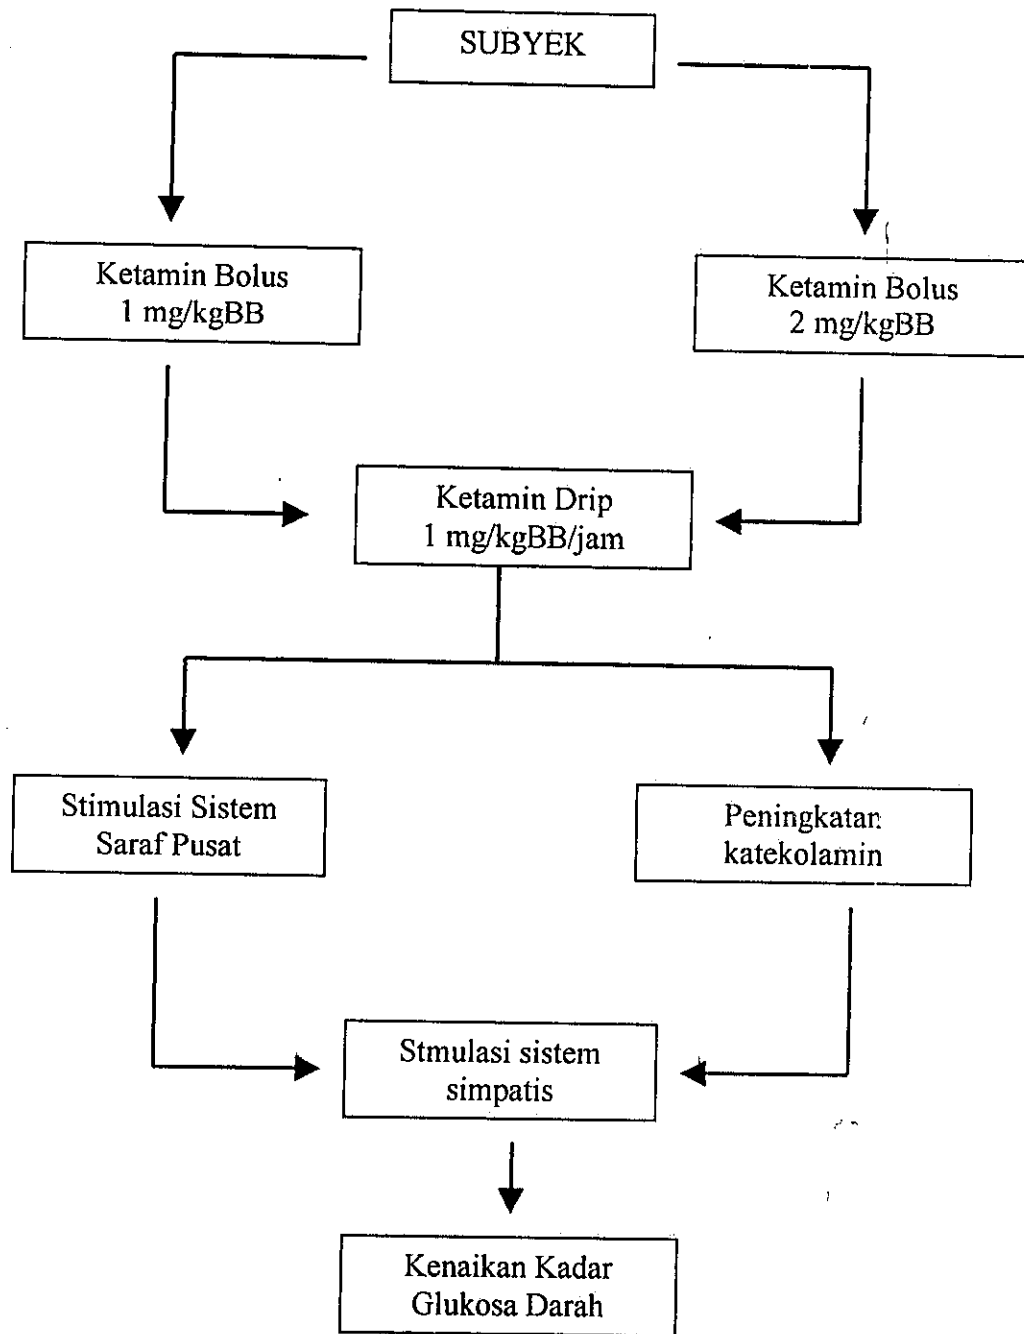 SUBYEK
Ketamin Bolus
1 mg/kgBB
Ketamin Bolus
2 mg/kgBB
Ketamin Drip
1 mg/kgBB/jam
Stimulasi Sistem
Saraf Pusat
Peningkatan
katekolamin
Stmulasi sistem
simpatis
Kenaikan Kadar
Glukosa Darah